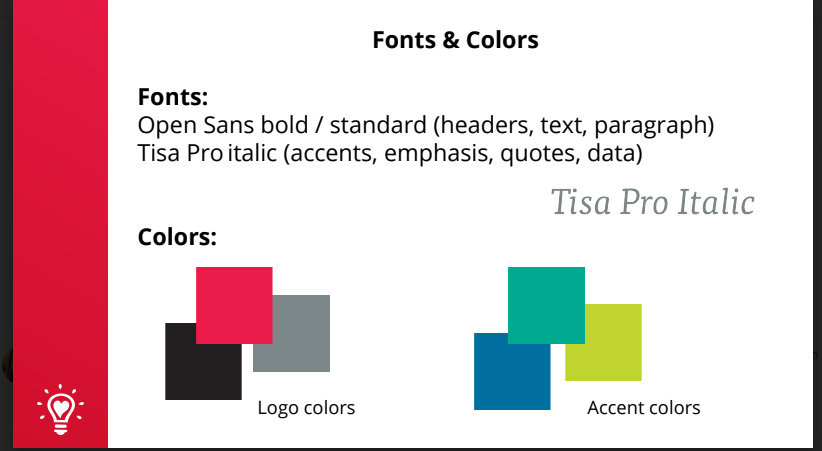 Fonts & Colors
Fonts:
Open Sans bold / standard (headers, text, paragraph)
Tisa Pro italic (accents, emphasis, quotes, data)
Tisa Pro Italic
Colors:
Logo colors
Accent colors